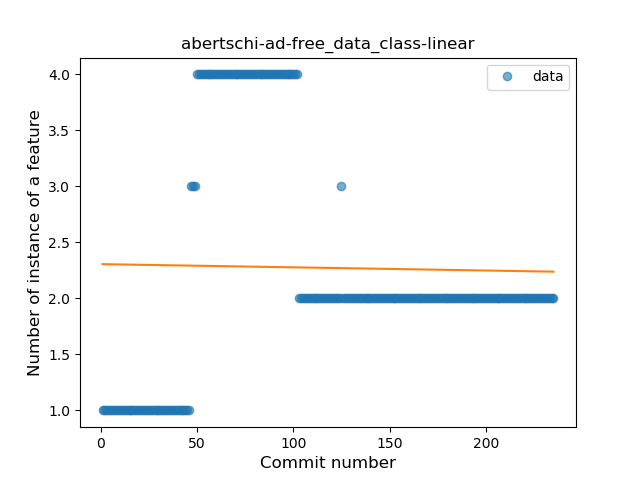 abertschi-ad-free_data_class-linear
data
Number of instance of a feature
4.0
3.5
3.0
2.5
2.0
1.5
1.0
0 50 100 150 200
Commit number